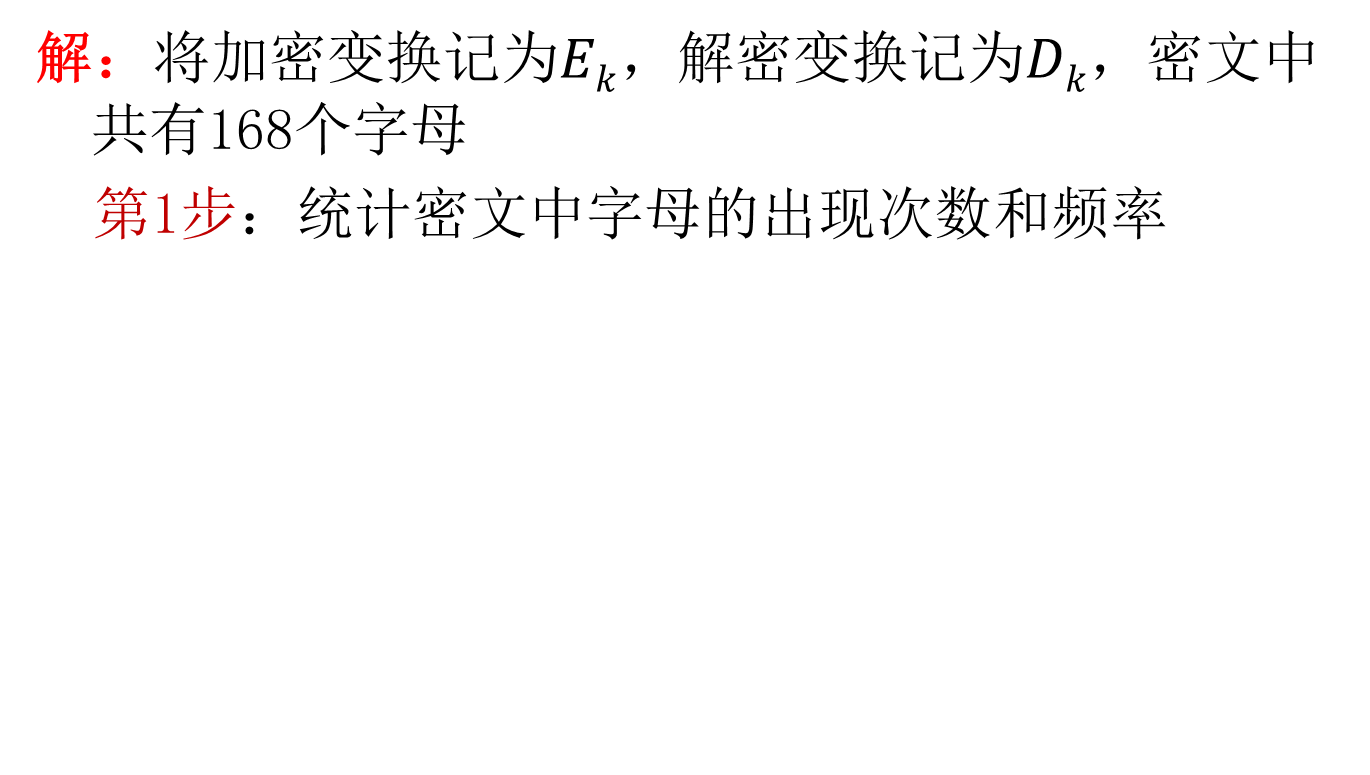 解：将加密变换记为𝑬ₖ，解密变换记为𝑫ₖ，密文中
共有168个字母
第1步：统计密文中字母的出现次数和频率